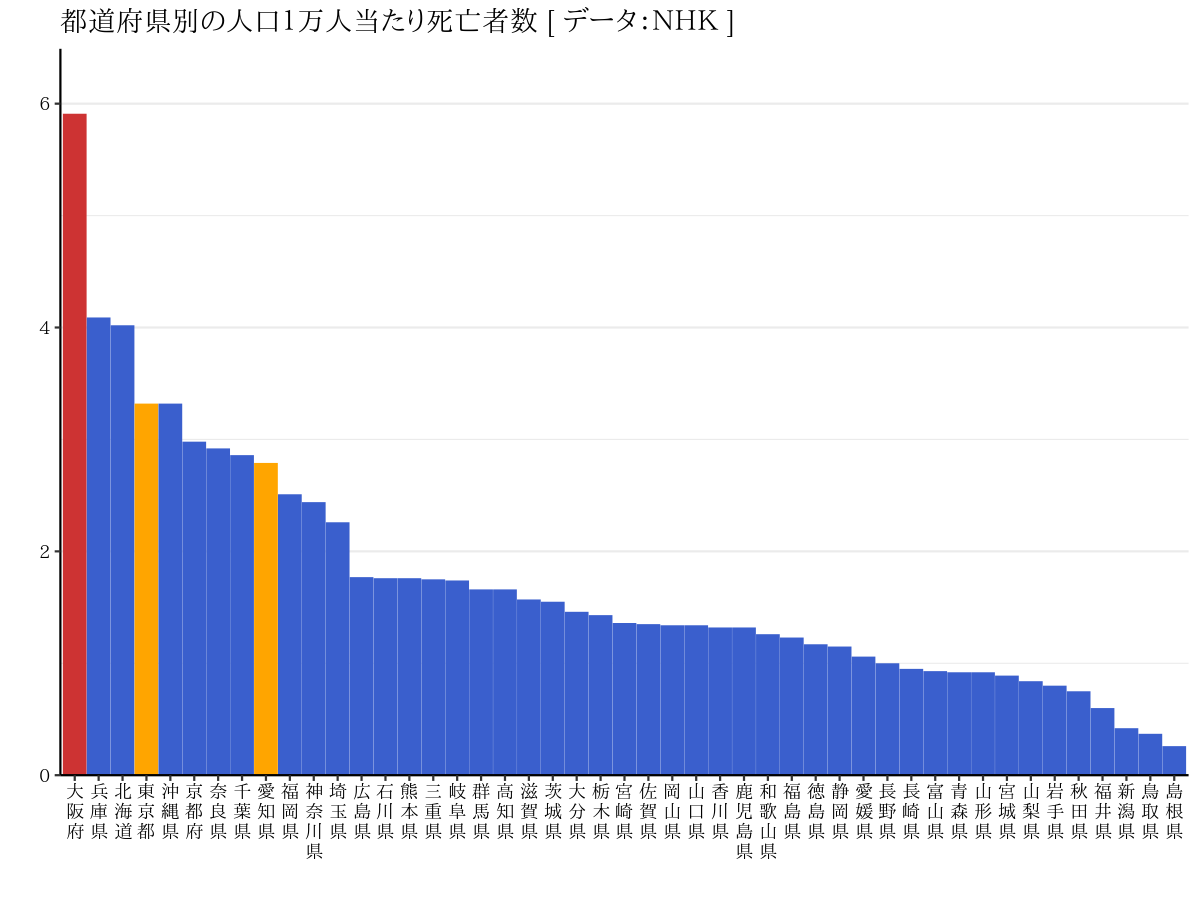 都道府県別の人口1万人当たり死亡者数 [ データ：NHK ]
6
4
2
0
大阪府
兵庫県
北海道
東京都
沖縄県
京都府
奈良県
千葉県
愛知県
福岡県
神奈川県
埼玉県
広島県
石川県
熊本県
三重県
岐阜県
群馬県
高知県
滋賀県
茨城県
大分県
栃木県
宮崎県
佐賀県
岡山県
山口県
香川県
鹿児島県
和歌山県
福島県
徳島県
静岡県
愛媛県
長野県
長崎県
富山県
青森県
山形県
宮城県
山梨県
岩手県
秋田県
福井県
新潟県
鳥取県
島根県